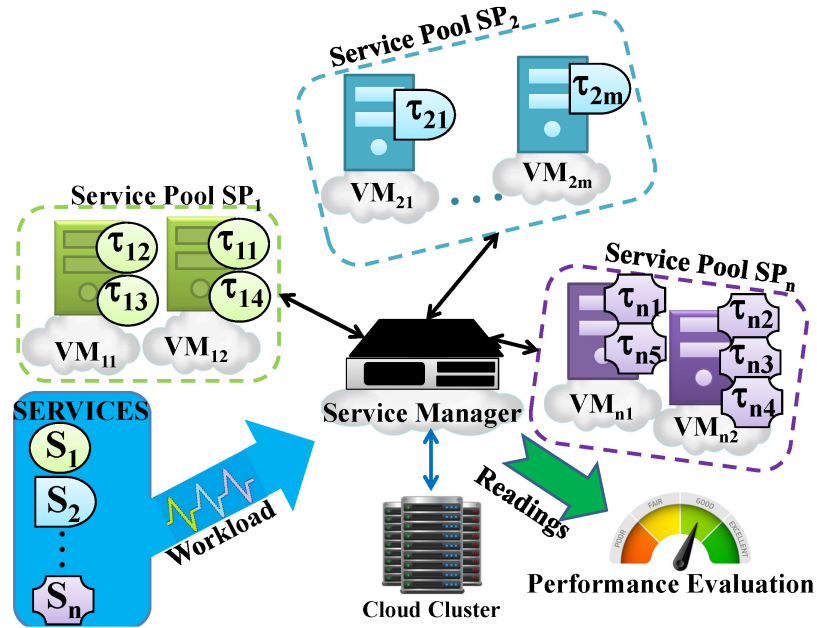 Service Pool SP₂
τ₂₁
τ₂ₘ
VM₂₁
VM₂ₘ
Service Pool SP₁
τ₁₂
τ₁₁
τ₁₃
τ₁₄
VM₁₁
VM₁₂
Service Pool SPₙ
τₙ₁
τₙ₂
τₙ₅
τₙ₃
τₙ₄
VMₙ₁
VMₙ₂
Service Manager
SERVICES
S₁
S₂
Sₙ
Workload
Cloud Cluster
Readings
POOR
FAIR
GOOD
EXCELLENT
Performance Evaluation